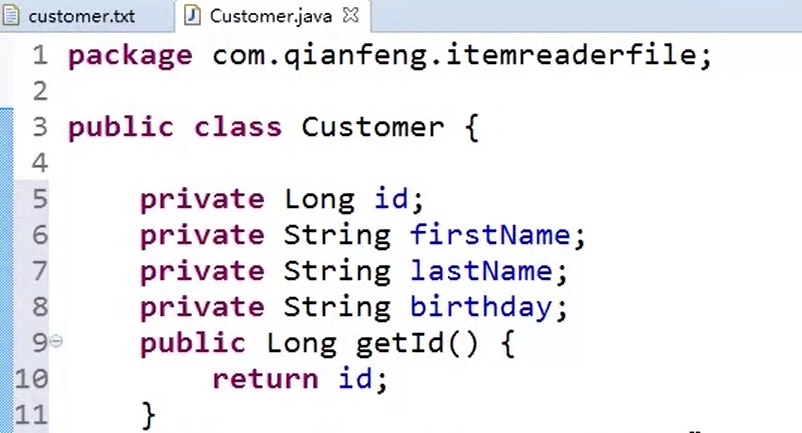 customer.txt Customer.java
1 package com.qianfeng.itemreaderfile;
2
3 public class Customer {
4
5     private Long id;
6     private String firstName;
7     private String lastName;
8     private String birthday;
9     public Long getId() {
10         return id;
11     }